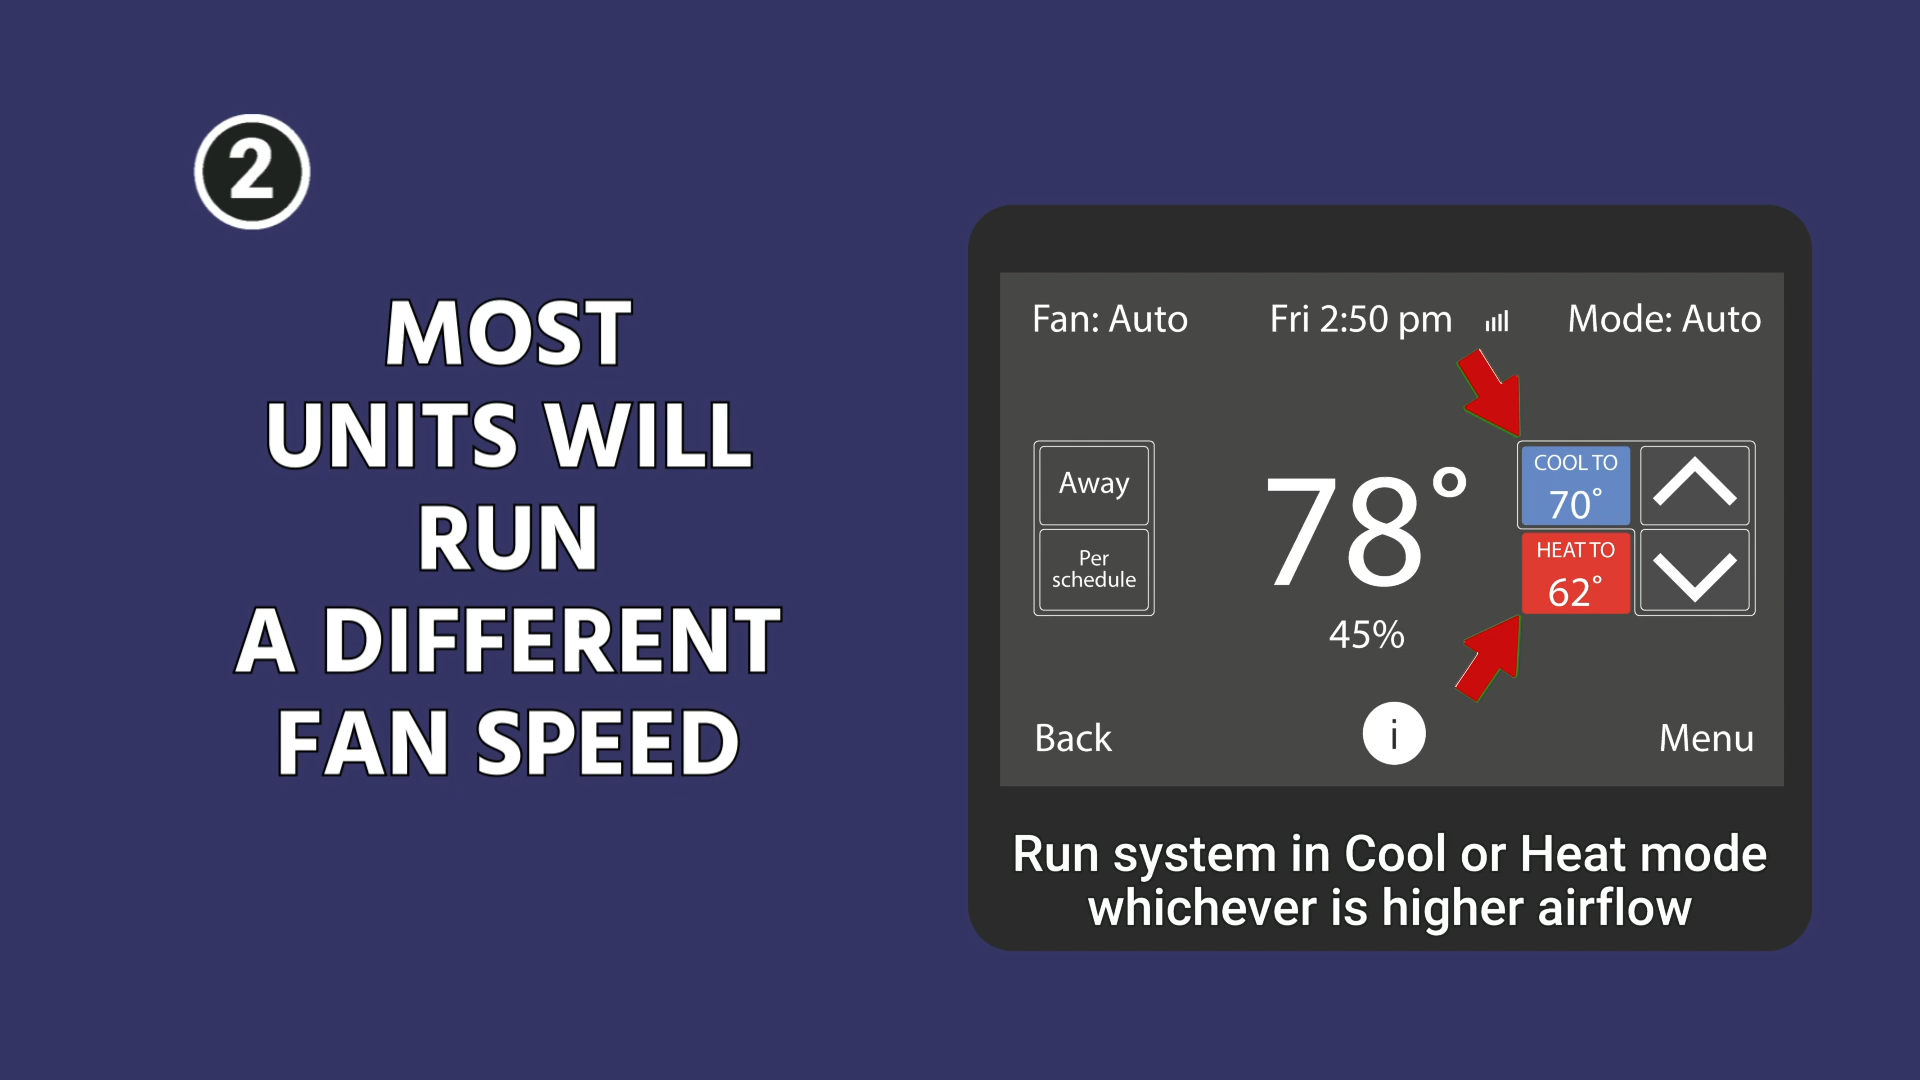 2
MOST
UNITS WILL
RUN
A DIFFERENT
FAN SPEED
Fan: Auto
Fri 2:50 pm
Mode: Auto
Away
Per
schedule
78°
45%
COOL TO
70°
HEAT TO
62°
Back
i
Menu
Run system in Cool or Heat mode
whichever is higher airflow